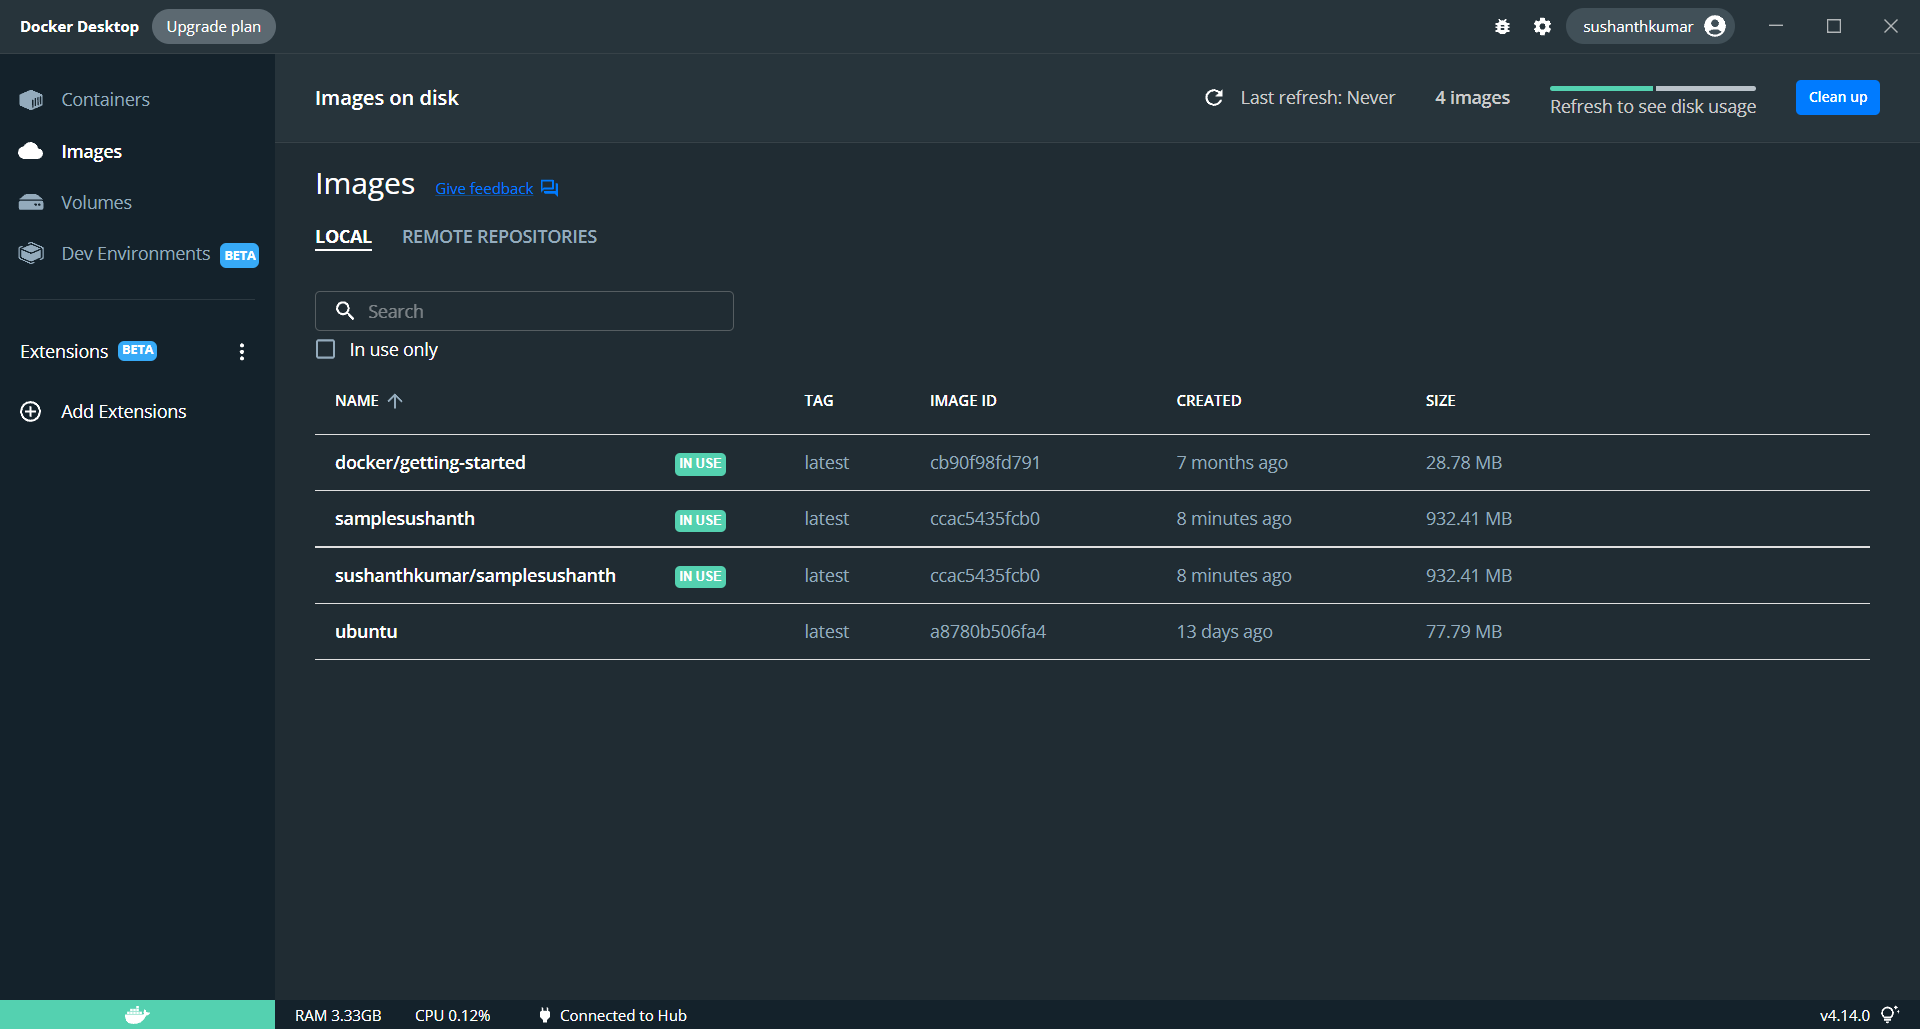 Docker Desktop Upgrade plan sushanthkumar
Containers
Images
Volumes
Dev Environments BETA
Extensions BETA
Add Extensions
Images on disk Last refresh: Never 4 images Refresh to see disk usage Clean up
Images Give feedback
LOCAL REMOTE REPOSITORIES
Search
In use only
NAME TAG IMAGE ID CREATED SIZE
docker/getting-started IN USE latest cb90f98fd791 7 months ago 28.78 MB
samplesushanth IN USE latest ccac5435fcb0 8 minutes ago 932.41 MB
sushanthkumar/samplesushanth IN USE latest ccac5435fcb0 8 minutes ago 932.41 MB
ubuntu latest a8780b506fa4 13 days ago 77.79 MB
RAM 3.33GB CPU 0.12% Connected to Hub v4.14.0